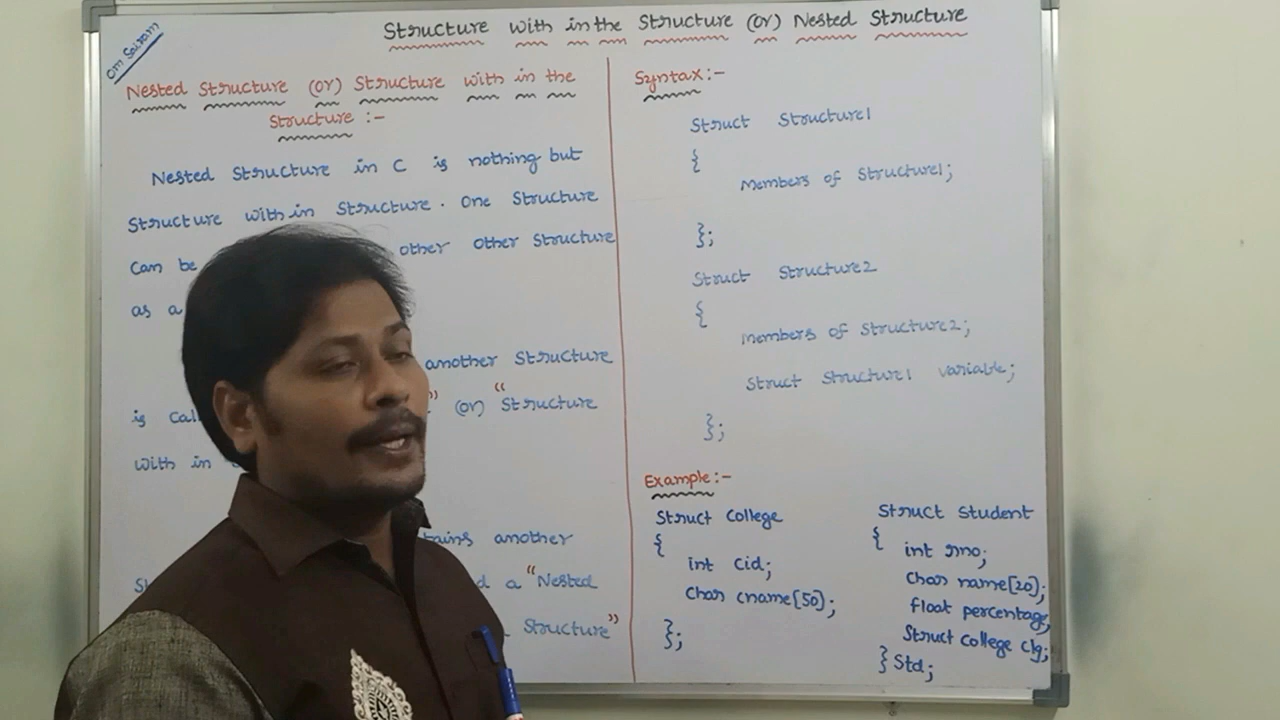 Structure with in the Structure (or) Nested Structure
Om Sairam
Nested Structure (or) Structure with in the
Structure :-
Nested Structure in C is nothing but
Structure with in Structure. One Structure
Can be other other Structure
as a
another Structure
is ” (or) “Structure
with in
another
a “Nested
Structure”
Syntax:-
Struct Structure1
{
Members of Structure1;
};
Struct Structure2
{
Members of Structure2;
Struct Structure1 variable;
};
Example:-
Struct College
{
int cid;
Char cname[50];
};
Struct Student
{
int rno;
Char name[20];
float percentage;
Struct College clg;
} Std;